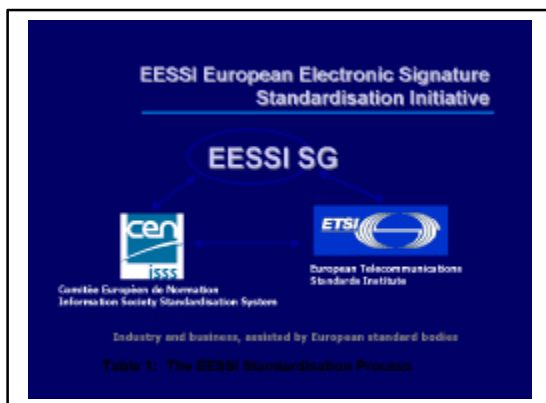 EESSI European Electronic Signature
Standardisation Initiative
EESSI SG
cen
isss
ETSI
Comitée Européen de Normation
Information Society Standardisation System
European Telecommunications
Standards Institute
Industry and business, assisted by European standard bodies
Table 1: The EESSI Standardisation Process